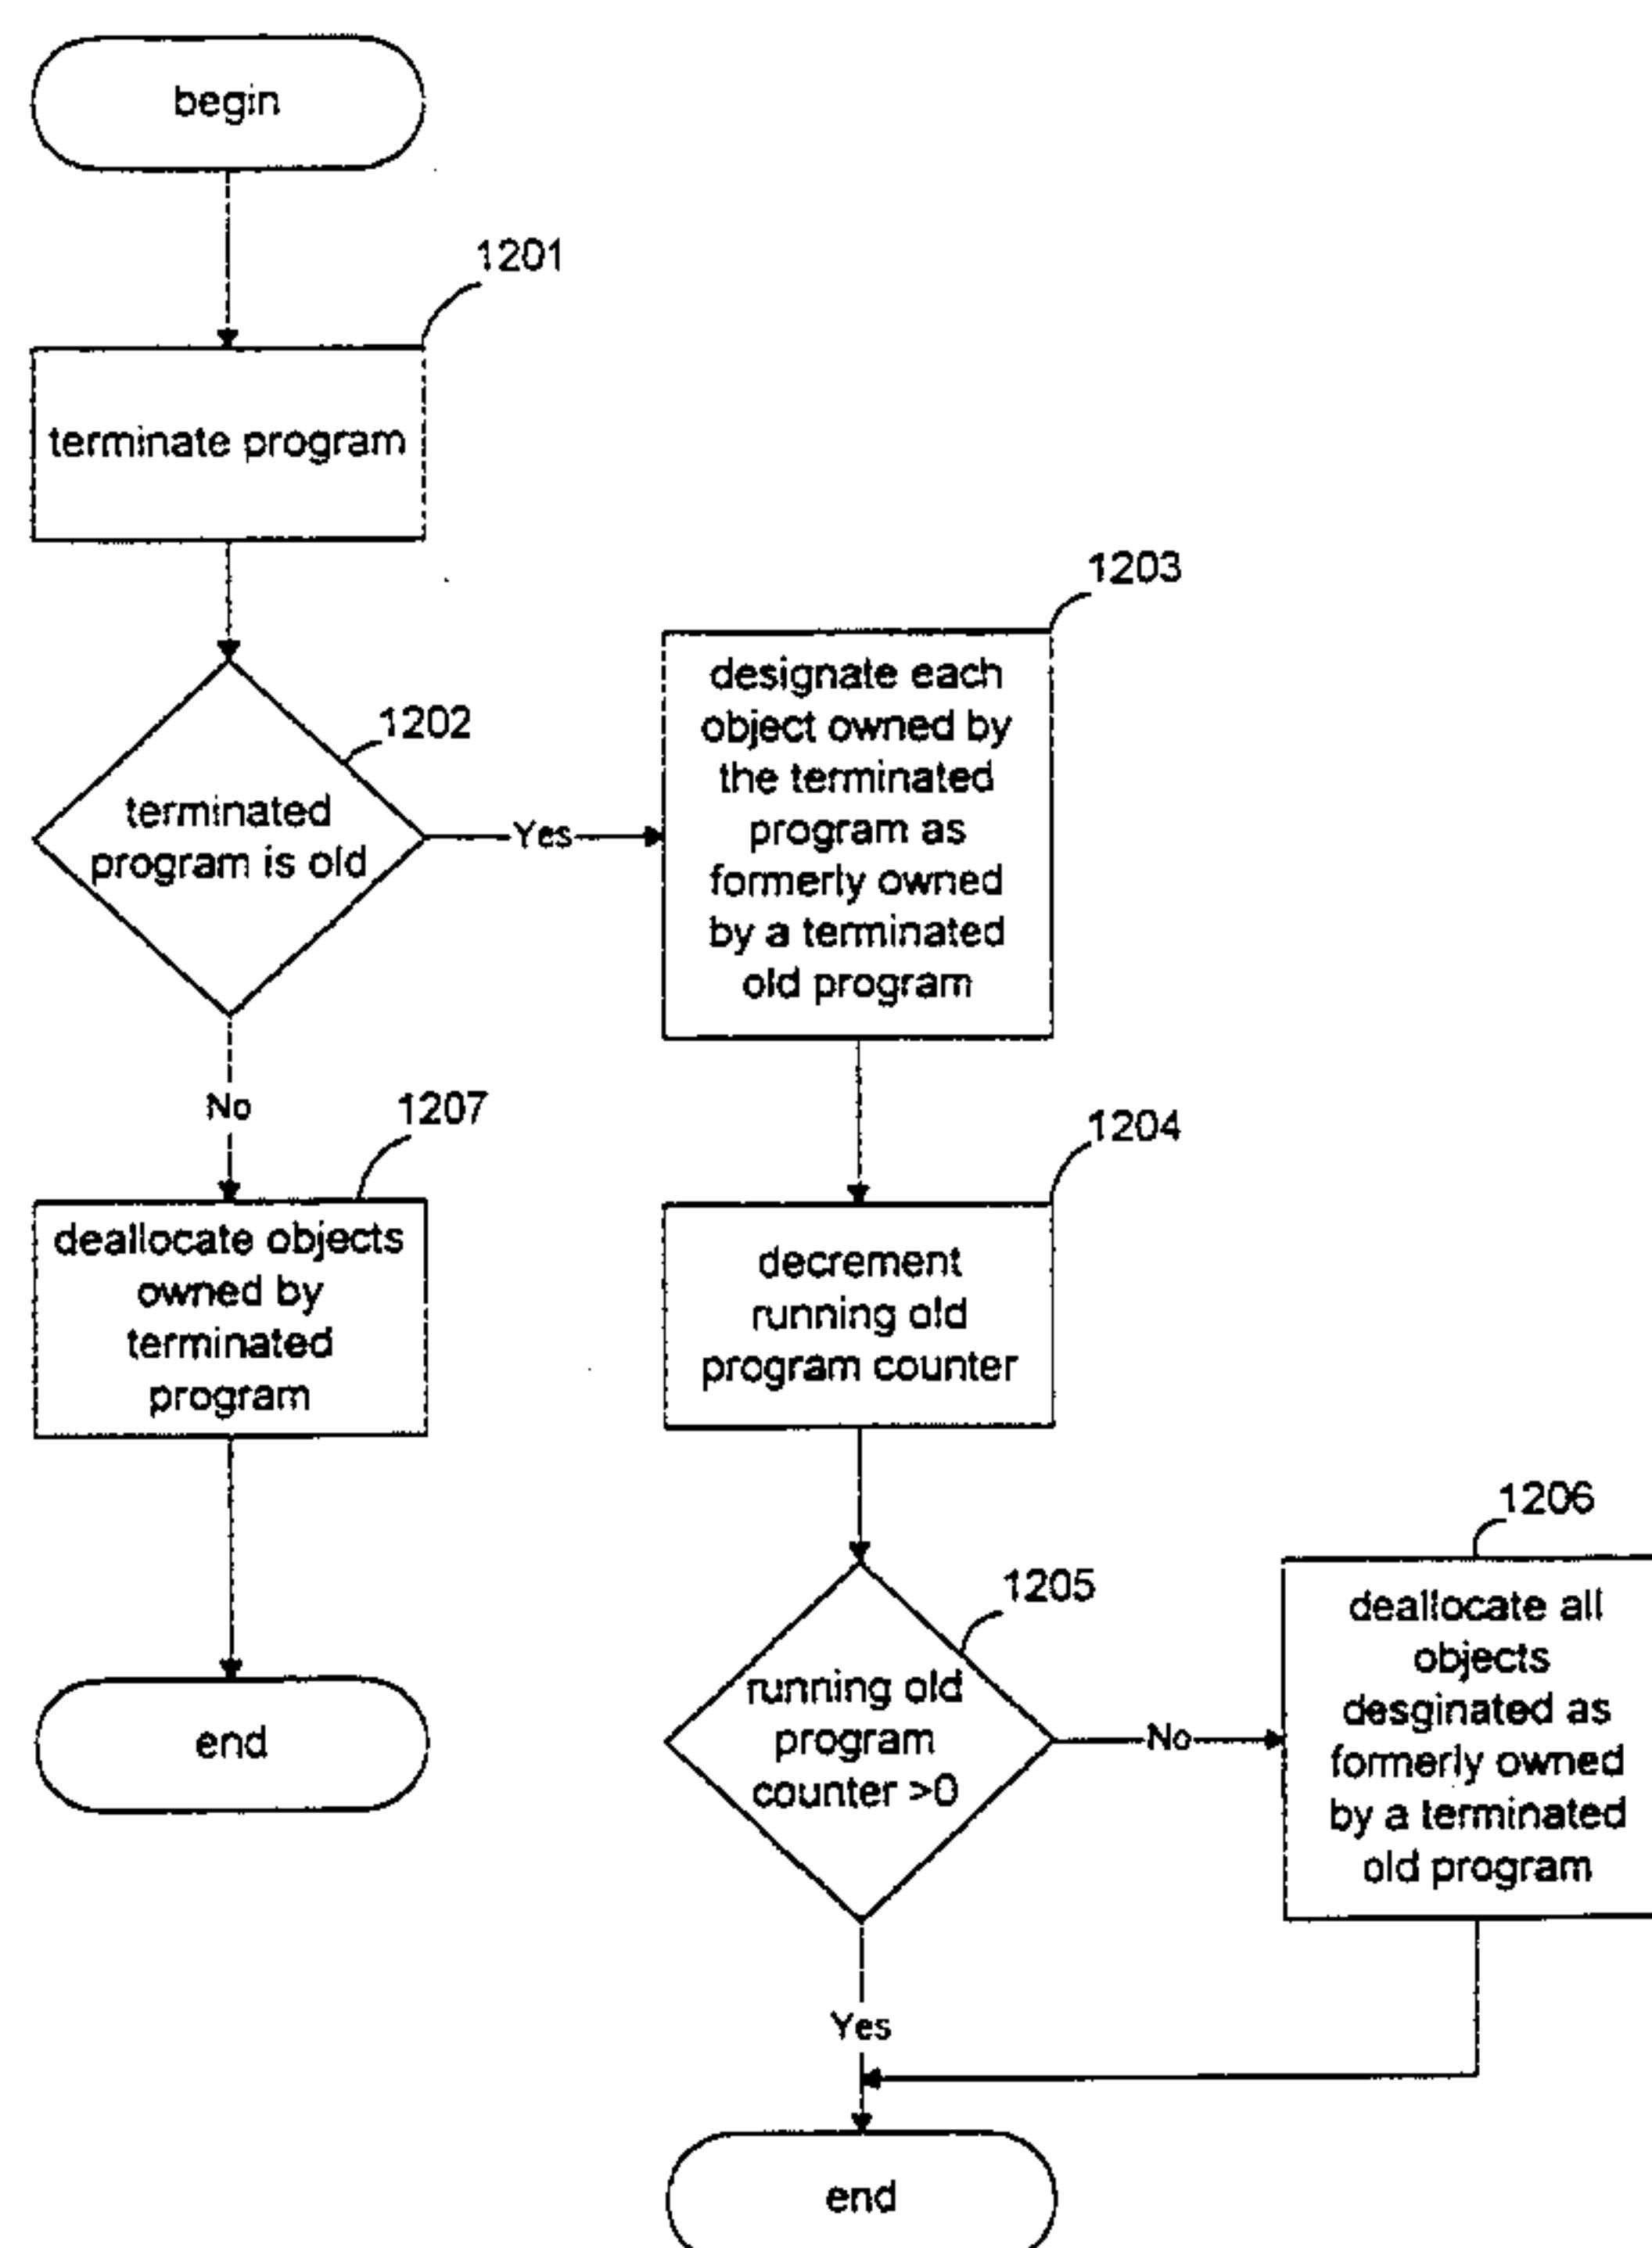 begin
1201
terminate program
1202
terminated
program is old
Yes
1203
designate each
object owned by
the terminated
program as
formerly owned
by a terminated
old program
No
1207
deallocate objects
owned by
terminated
program
end
1204
decrement
running old
program counter
1205
running old
program
counter >0
No
1206
deallocate all
objects
desginated as
formerly owned
by a terminated
old program
Yes
end